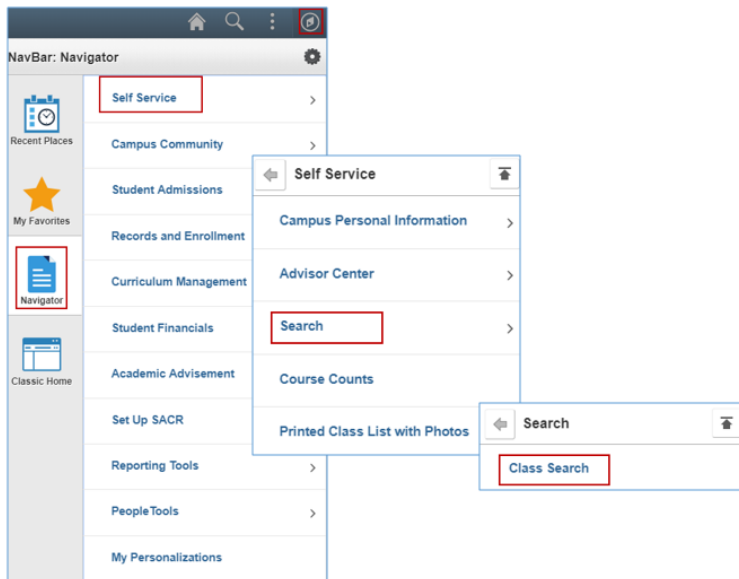 NavBar: Navigator
Recent Places
My Favorites
Navigator
Classic Home
Self Service
Campus Community
Student Admissions
Records and Enrollment
Curriculum Management
Student Financials
Academic Advisement
Set Up SACR
Reporting Tools
PeopleTools
My Personalizations
Self Service
Campus Personal Information
Advisor Center
Search
Course Counts
Printed Class List with Photos
Search
Class Search